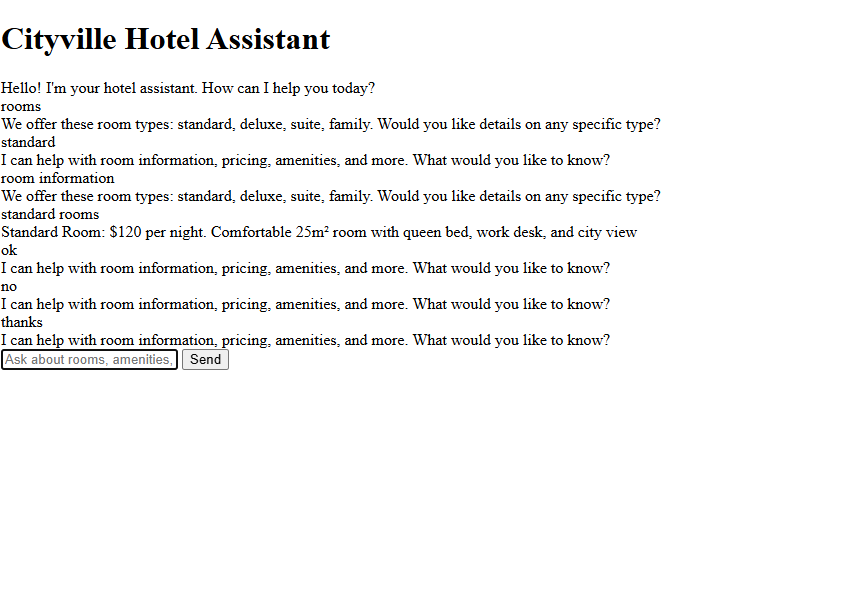 Cityville Hotel Assistant
Hello! I'm your hotel assistant. How can I help you today?
rooms
We offer these room types: standard, deluxe, suite, family. Would you like details on any specific type?
standard
I can help with room information, pricing, amenities, and more. What would you like to know?
room information
We offer these room types: standard, deluxe, suite, family. Would you like details on any specific type?
standard rooms
Standard Room: $120 per night. Comfortable 25m² room with queen bed, work desk, and city view
ok
I can help with room information, pricing, amenities, and more. What would you like to know?
no
I can help with room information, pricing, amenities, and more. What would you like to know?
thanks
I can help with room information, pricing, amenities, and more. What would you like to know?
Ask about rooms, amenities, Send